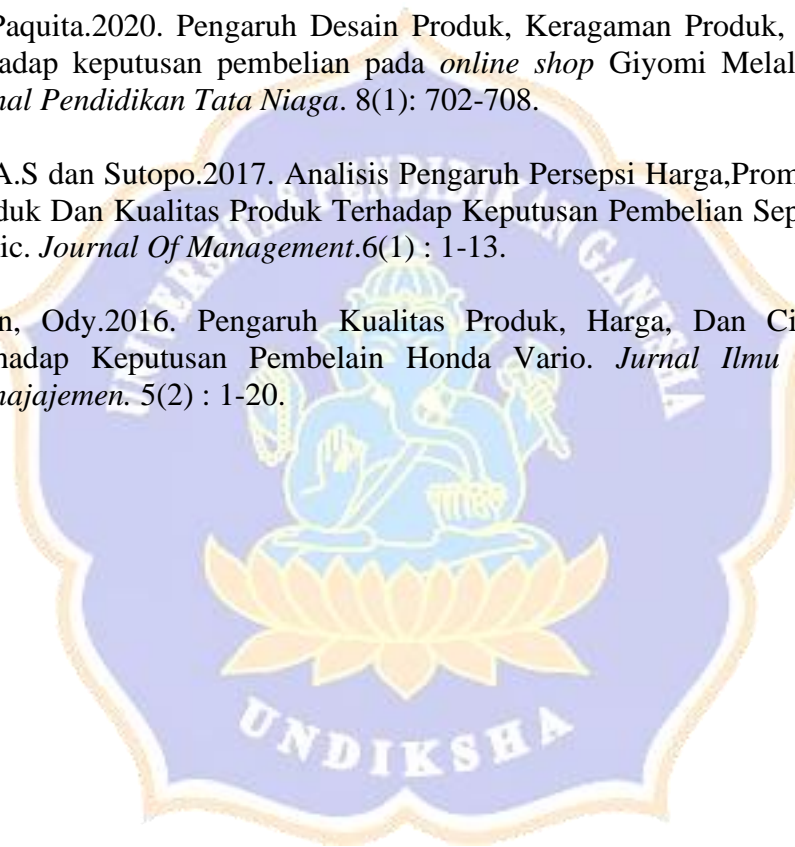 Paquita.2020. Pengaruh Desain Produk, Keragaman Produk,
adap keputusan pembelian pada online shop Giyomi Melal
nal Pendidikan Tata Niaga. 8(1): 702-708.
A.S dan Sutopo.2017. Analisis Pengaruh Persepsi Harga,Prom
duk Dan Kualitas Produk Terhadap Keputusan Pembelian Sep
ic. Journal Of Management.6(1) : 1-13.
n, Ody.2016. Pengaruh Kualitas Produk, Harga, Dan Ci
hadap Keputusan Pembelain Honda Vario. Jurnal Ilmu
najajemen. 5(2) : 1-20.
UNIVERSITAS PENDIDIKAN GANESHA
UNDIKSHA